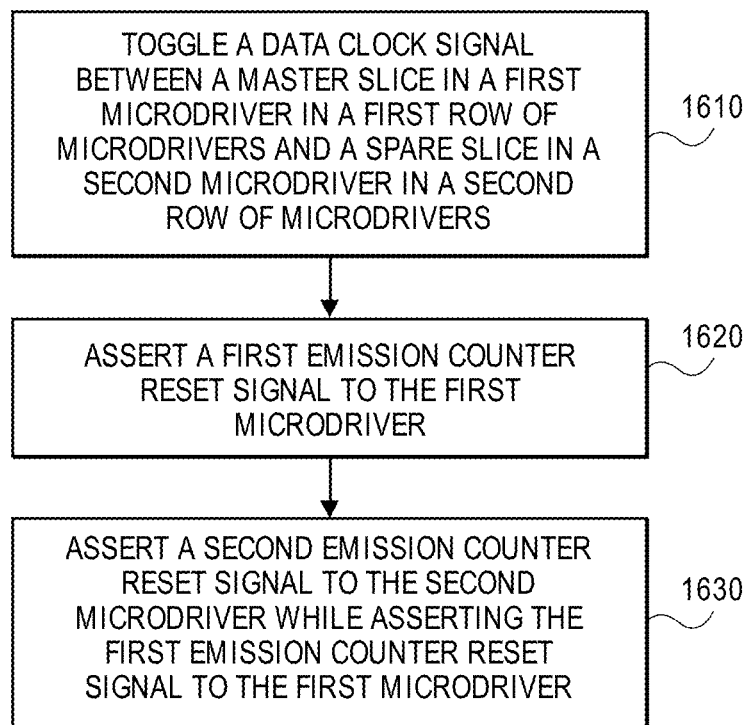 TOGGLE A DATA CLOCK SIGNAL
BETWEEN A MASTER SLICE IN A FIRST
MICRODRIVER IN A FIRST ROW OF
MICRODRIVERS AND A SPARE SLICE IN A
SECOND MICRODRIVER IN A SECOND
ROW OF MICRODRIVERS
1610
ASSERT A FIRST EMISSION COUNTER
RESET SIGNAL TO THE FIRST
MICRODRIVER
1620
ASSERT A SECOND EMISSION COUNTER
RESET SIGNAL TO THE SECOND
MICRODRIVER WHILE ASSERTING THE
FIRST EMISSION COUNTER RESET
SIGNAL TO THE FIRST MICRODRIVER
1630